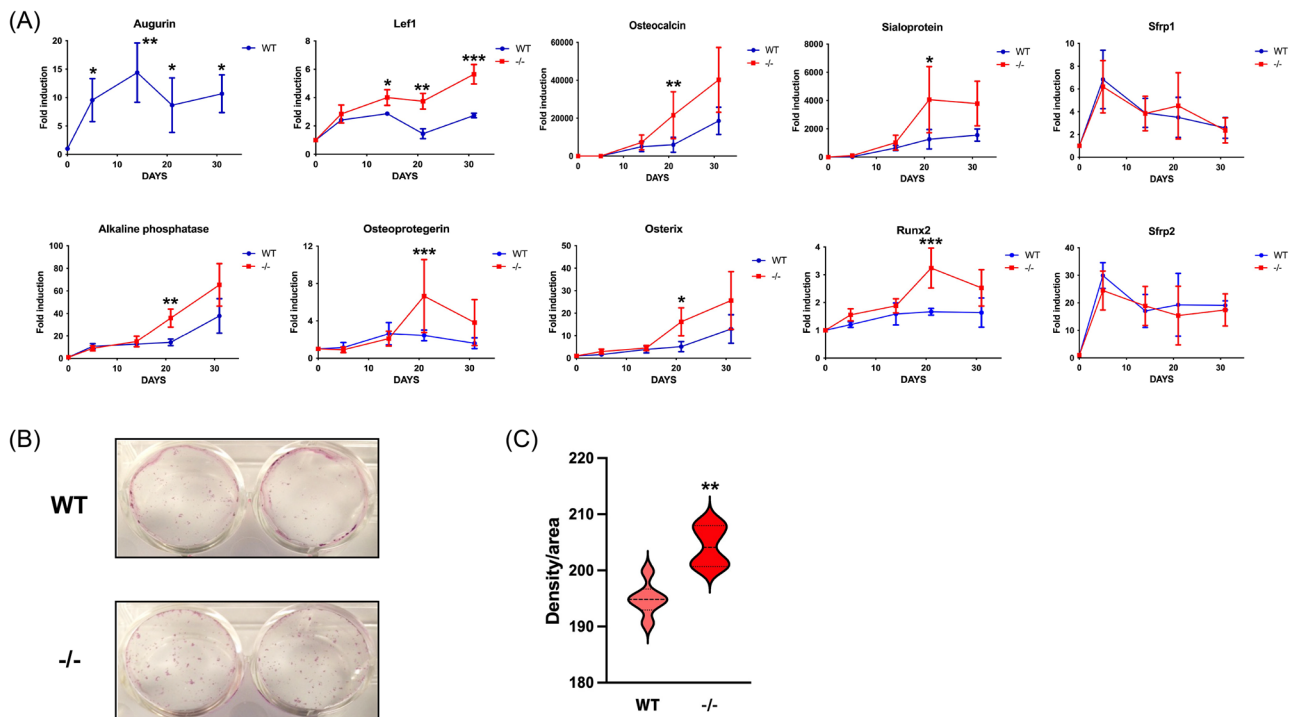 (A)
Augurin
Fold induction
20
15
10
5
0
0 10 20 30
DAYS
* ** * *
WT
Lef1
Fold induction
8
6
4
2
0
0 10 20 30
DAYS
* ** ***
WT
-/-
Osteocalcin
Fold induction
60000
40000
20000
0
0 10 20 30
DAYS
**
WT
-/-
Sialoprotein
Fold induction
8000
6000
4000
2000
0
0 10 20 30
DAYS
*
WT
-/-
Sfrp1
Fold induction
10
8
6
4
2
0
0 10 20 30
DAYS
WT
-/-
Alkaline phosphatase
Fold induction
100
80
60
40
20
0
0 10 20 30
DAYS
**
WT
-/-
Osteoprotegerin
Fold induction
12
8
4
0
0 10 20 30
DAYS
***
WT
-/-
Osterix
Fold induction
50
40
30
20
10
0
0 10 20 30
DAYS
*
WT
-/-
Runx2
Fold induction
4
3
2
1
0
0 10 20 30
DAYS
***
WT
-/-
Sfrp2
Fold induction
40
30
20
10
0
0 10 20 30
DAYS
WT
-/-
(B)
WT
-/-
(C)
Density/area
220
210
200
190
180
**
WT -/-